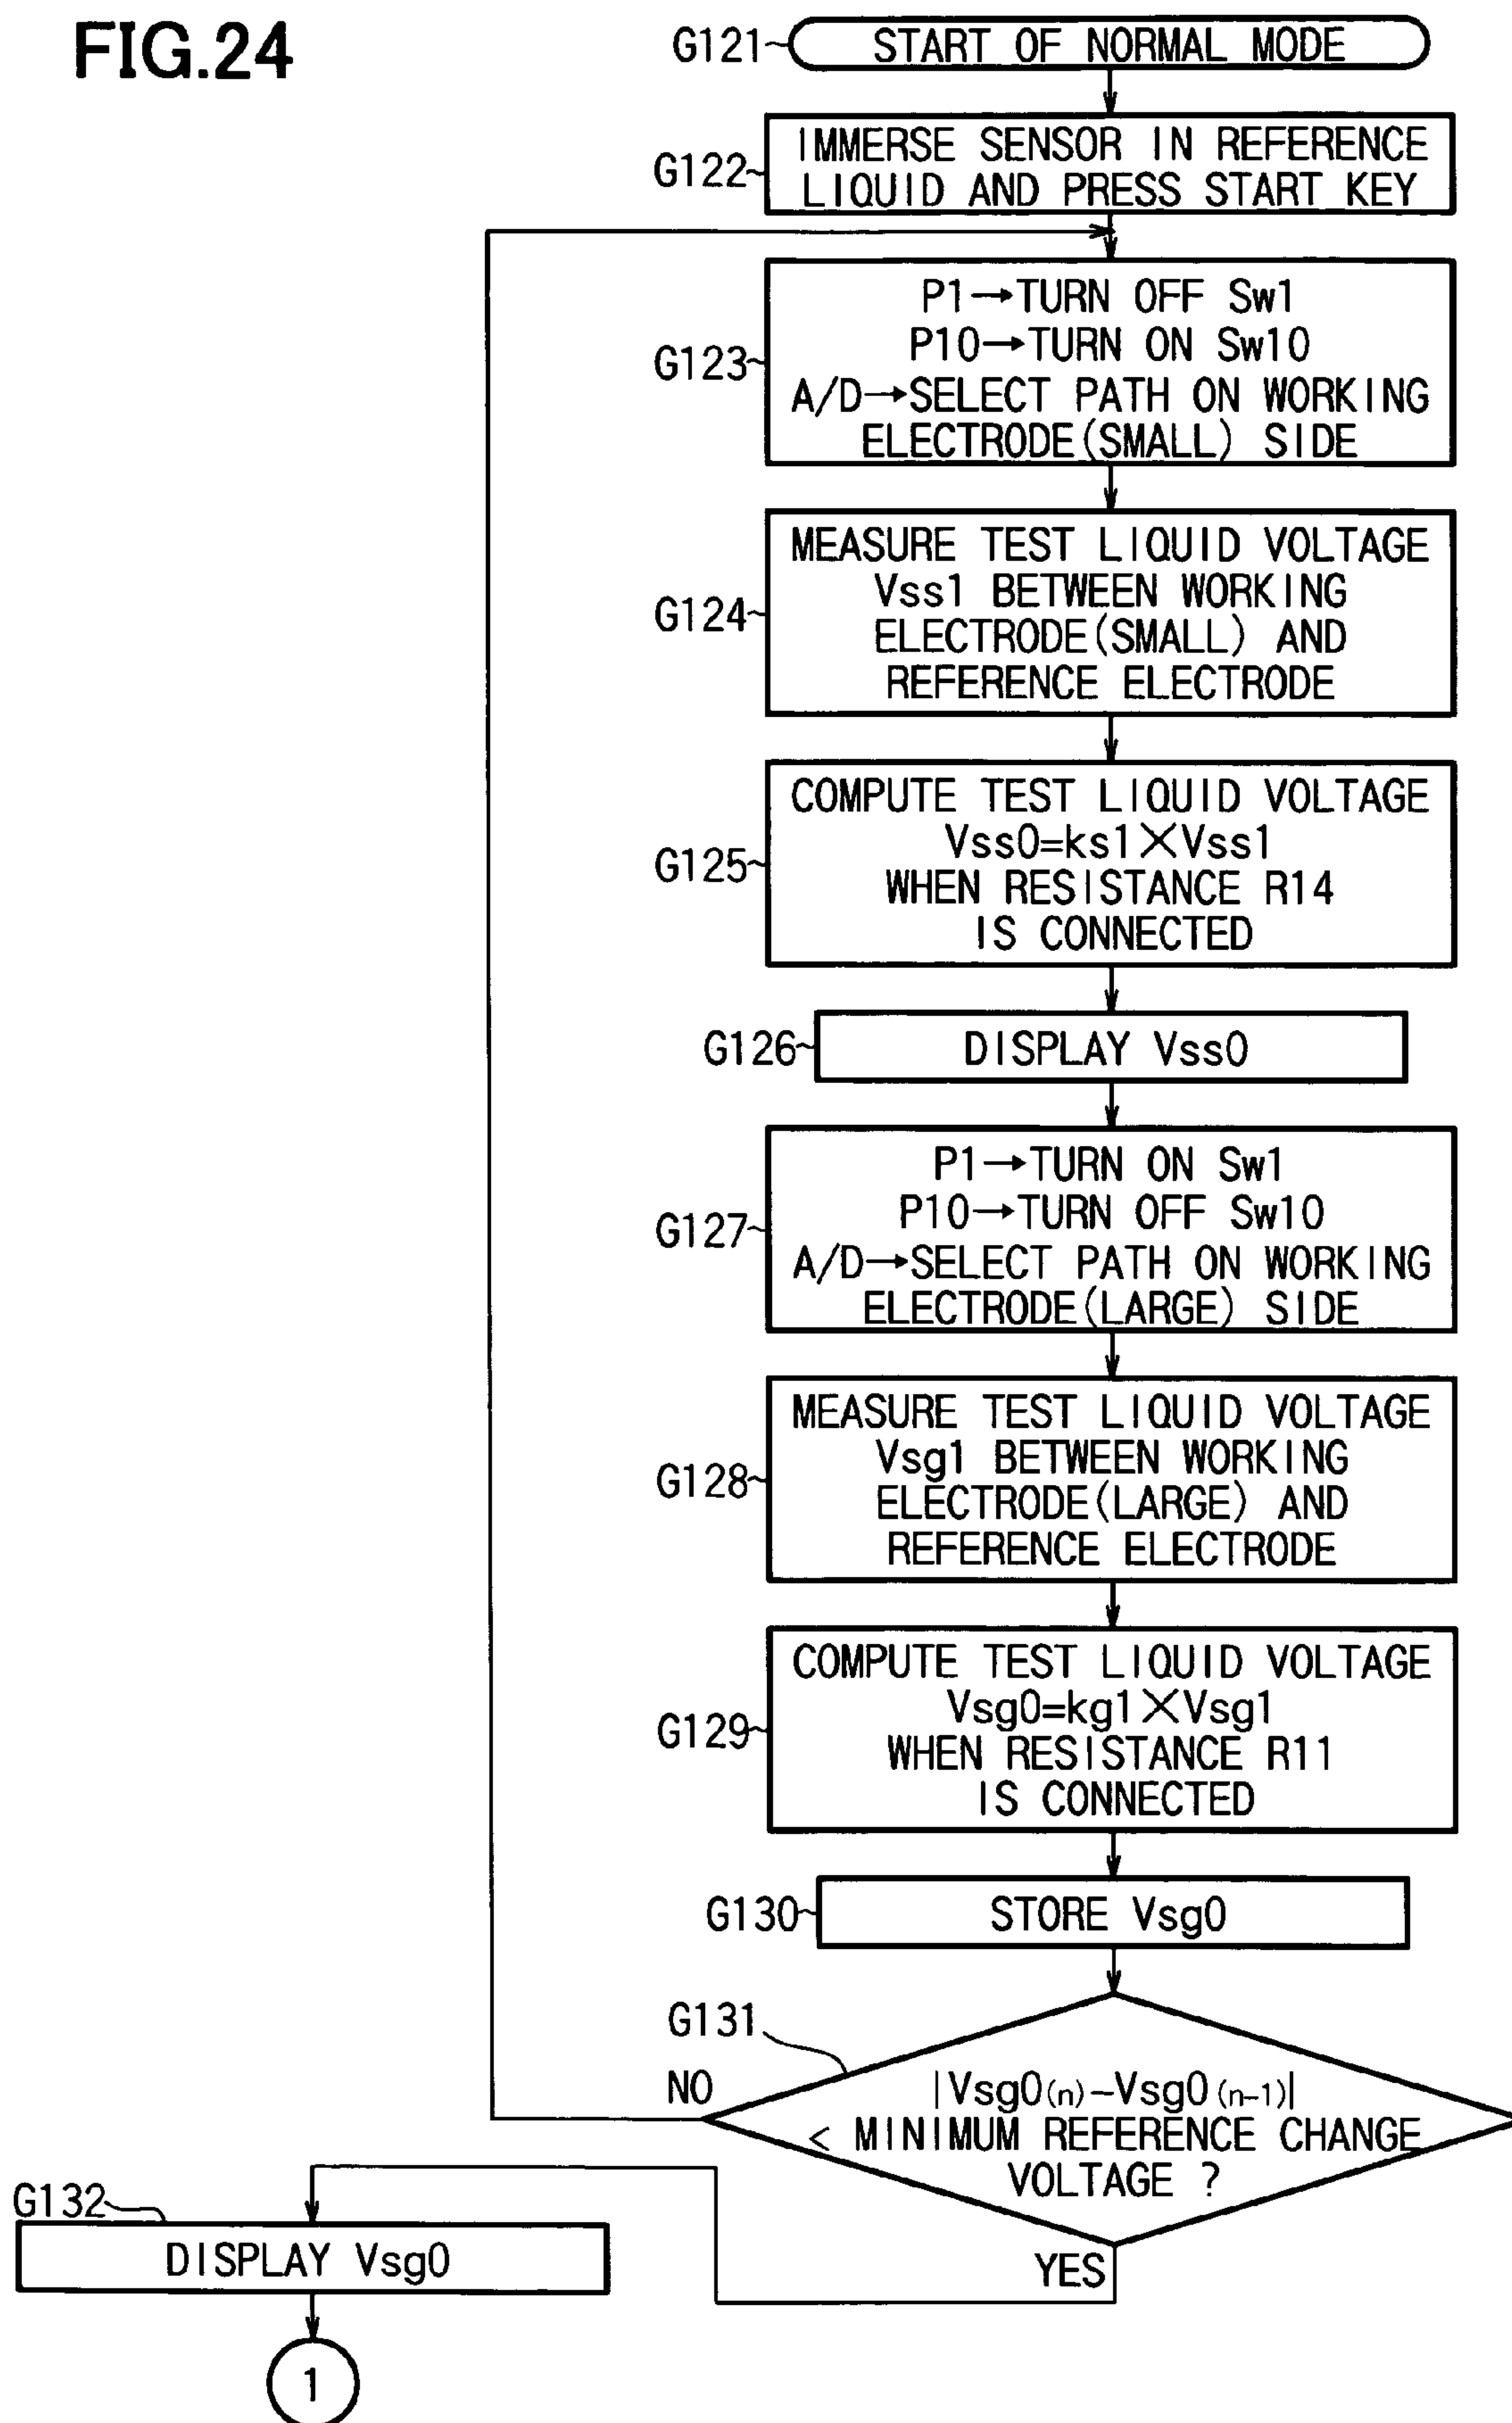 FIG.24
G121
START OF NORMAL MODE
G122
IMMERSE SENSOR IN REFERENCE
LIQUID AND PRESS START KEY
G123
P1→TURN OFF Sw1
P10→TURN ON Sw10
A/D→SELECT PATH ON WORKING
ELECTRODE(SMALL) SIDE
G124
MEASURE TEST LIQUID VOLTAGE
Vss1 BETWEEN WORKING
ELECTRODE(SMALL) AND
REFERENCE ELECTRODE
G125
COMPUTE TEST LIQUID VOLTAGE
Vss0=ks1×Vss1
WHEN RESISTANCE R14
IS CONNECTED
G126
DISPLAY Vss0
G127
P1→TURN ON Sw1
P10→TURN OFF Sw10
A/D→SELECT PATH ON WORKING
ELECTRODE(LARGE) SIDE
G128
MEASURE TEST LIQUID VOLTAGE
Vsg1 BETWEEN WORKING
ELECTRODE(LARGE) AND
REFERENCE ELECTRODE
G129
COMPUTE TEST LIQUID VOLTAGE
Vsg0=kg1×Vsg1
WHEN RESISTANCE R11
IS CONNECTED
G130
STORE Vsg0
G131
NO
|Vsg0(n)-Vsg0(n-1)|
< MINIMUM REFERENCE CHANGE
VOLTAGE ?
YES
G132
DISPLAY Vsg0
1